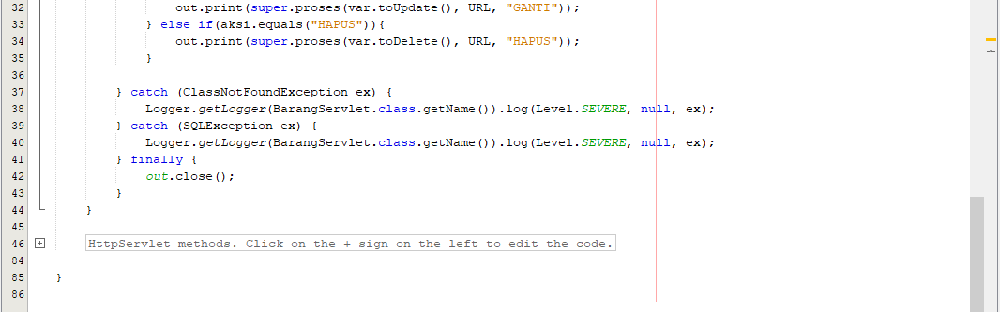 32                    out.print(super.proses(var.toUpdate(), URL, "GANTI"));
33                } else if(aksi.equals("HAPUS")){
34                    out.print(super.proses(var.toDelete(), URL, "HAPUS"));
35                }
36
37            } catch (ClassNotFoundException ex) {
38                Logger.getLogger(BarangServlet.class.getName()).log(Level.SEVERE, null, ex);
39            } catch (SQLException ex) {
40                Logger.getLogger(BarangServlet.class.getName()).log(Level.SEVERE, null, ex);
41            } finally {
42                out.close();
43            }
44        }
45
46        HttpServlet methods. Click on the + sign on the left to edit the code.
84
85    }
86